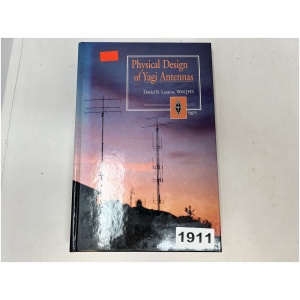 Physical Design
of Yagi Antennas
David B. Leeson, W6QHS
1911